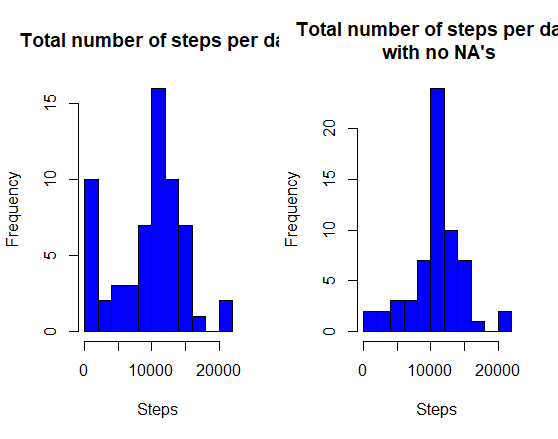 Total number of steps per da
Frequency
15
10
5
0
0
10000
20000
Steps
Total number of steps per da
with no NA's
Frequency
20
15
10
5
0
0
10000
20000
Steps